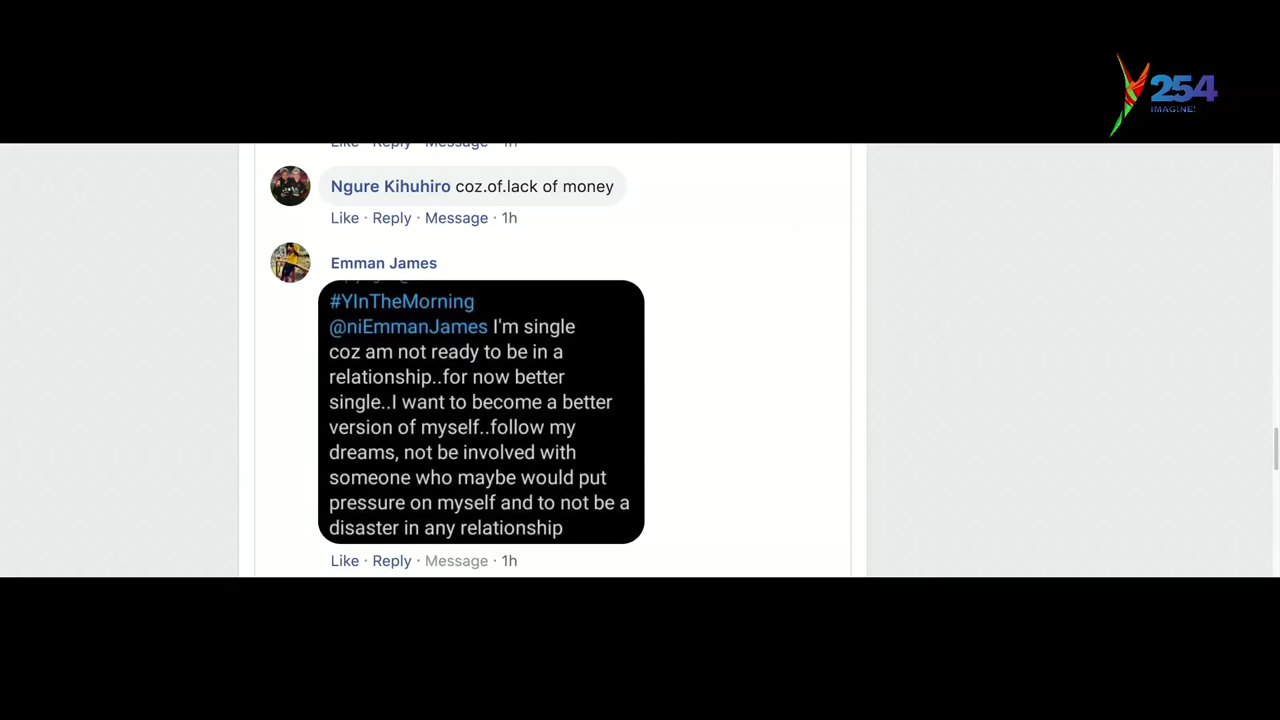 254
IMAGINE!
Like · Reply · Message · 1h
Ngure Kihuhiro coz.of.lack of money
Like · Reply · Message · 1h
Emman James
#YInTheMorning
@niEmmanJames I'm single
coz am not ready to be in a
relationship..for now better
single..I want to become a better
version of myself..follow my
dreams, not be involved with
someone who maybe would put
pressure on myself and to not be a
disaster in any relationship
Like · Reply · Message · 1h